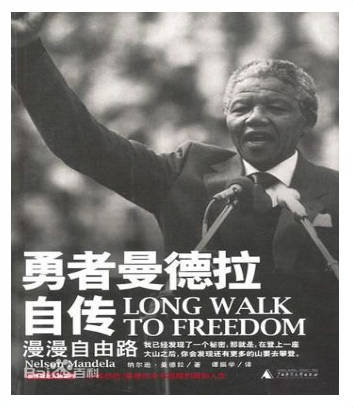 勇者曼德拉
自传 LONG WALK
TO FREEDOM
漫漫自由路
我已经发现了一个秘密,那就是,在登上一座
大山之后,你会发现还有更多的山要去攀登。
Nelson Mandela
纳尔逊·曼德拉/著 谭振学/译
Bai 百科